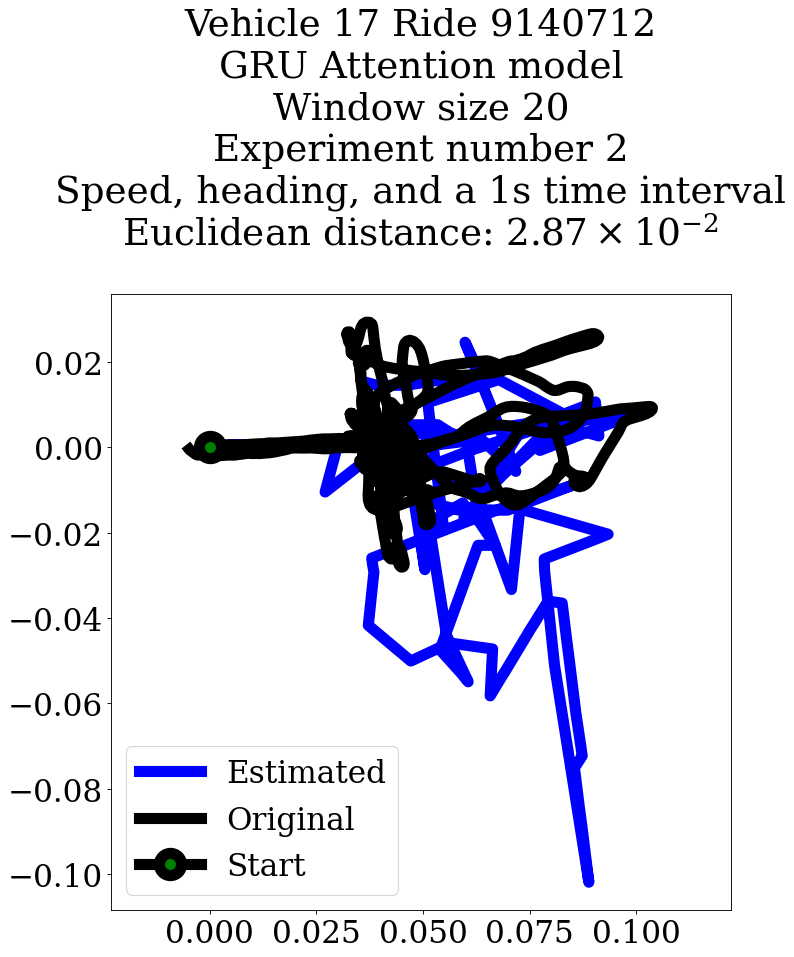 Vehicle 17 Ride 9140712
GRU Attention model
Window size 20
Experiment number 2
Speed, heading, and a 1s time interval
Euclidean distance: 2.87 × 10⁻²
0.02
0.00
−0.02
−0.04
−0.06
−0.08
−0.10
Estimated
Original
Start
0.000 0.025 0.050 0.075 0.100